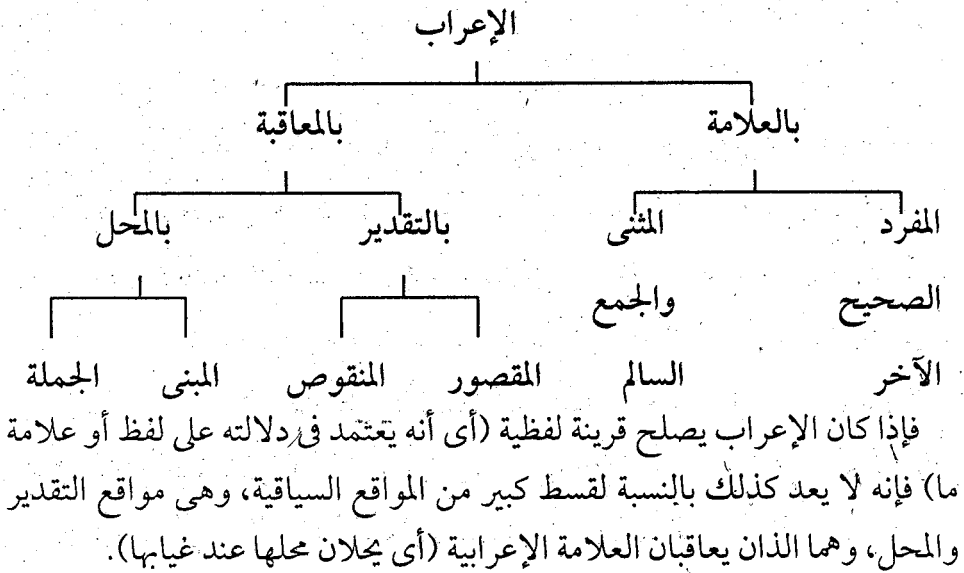 الإعراب
بالعلامة بالمعاقبة
المفرد المثنى بالتقدير بالمحل
الصحيح والجمع
الآخر السالم المقصور المنقوص المبنى الجملة
فإذا كان الإعراب يصلح قرينة لفظية (أى أنه يعتمد فى دلالته على لفظ أو علامة
ما) فإنه لا يعد كذلك بالنسبة لقسط كبير من المواقع السياقية، وهى مواقع التقدير
والمحل، وهما الذان يعاقبان العلامة الإعرابية (أى يحلان محلها عند غيابها).